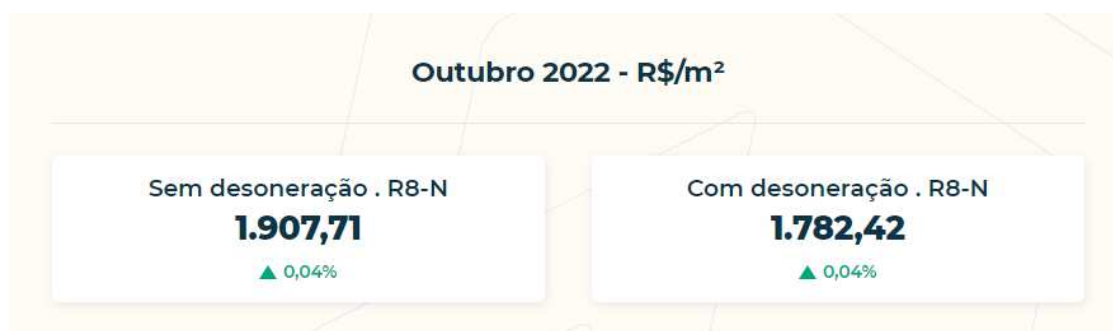 Outubro 2022 - R$/m²
Sem desoneração . R8-N
1.907,71
▲ 0,04%
Com desoneração . R8-N
1.782,42
▲ 0,04%